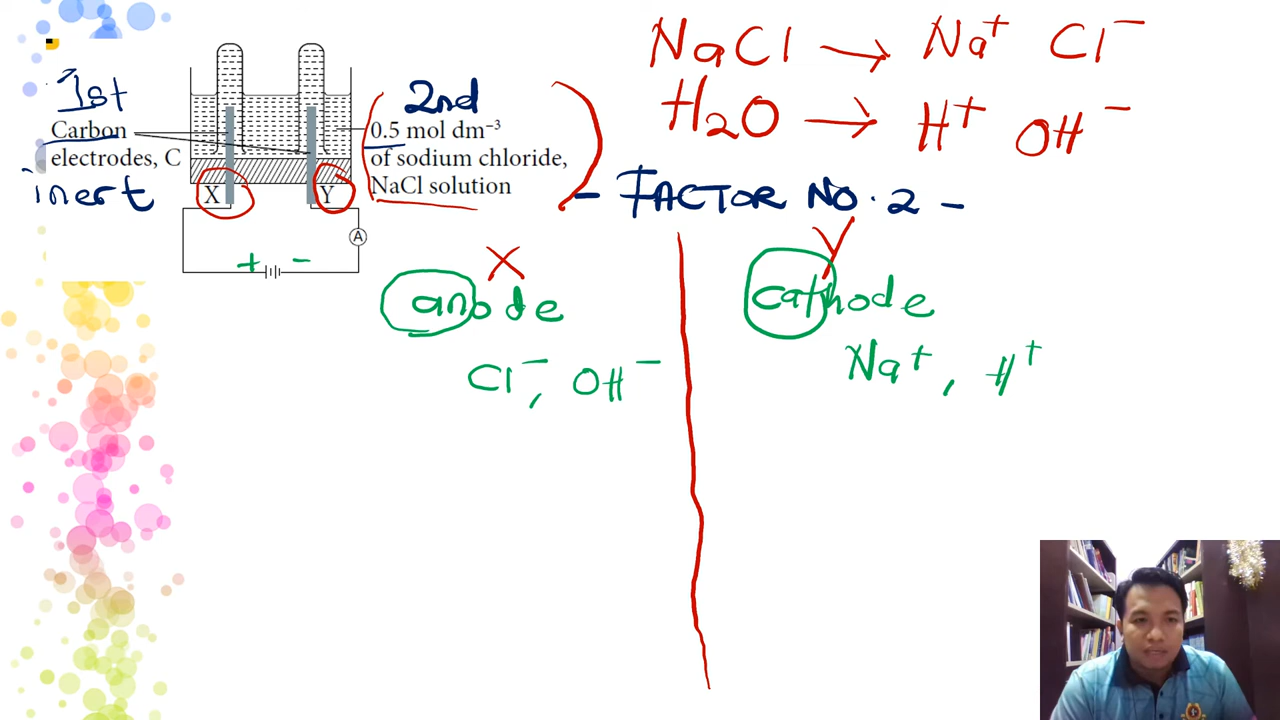 NaCl → Na⁺ Cl⁻
H2O → H⁺ OH⁻
1st
Carbon
electrodes, C
inert
2nd
0.5 mol dm⁻³
of sodium chloride,
NaCl solution
X
Y
A
+ -
- FACTOR NO. 2 -
X
anode
Cl⁻, OH⁻
Y
cathode
Na⁺, H⁺